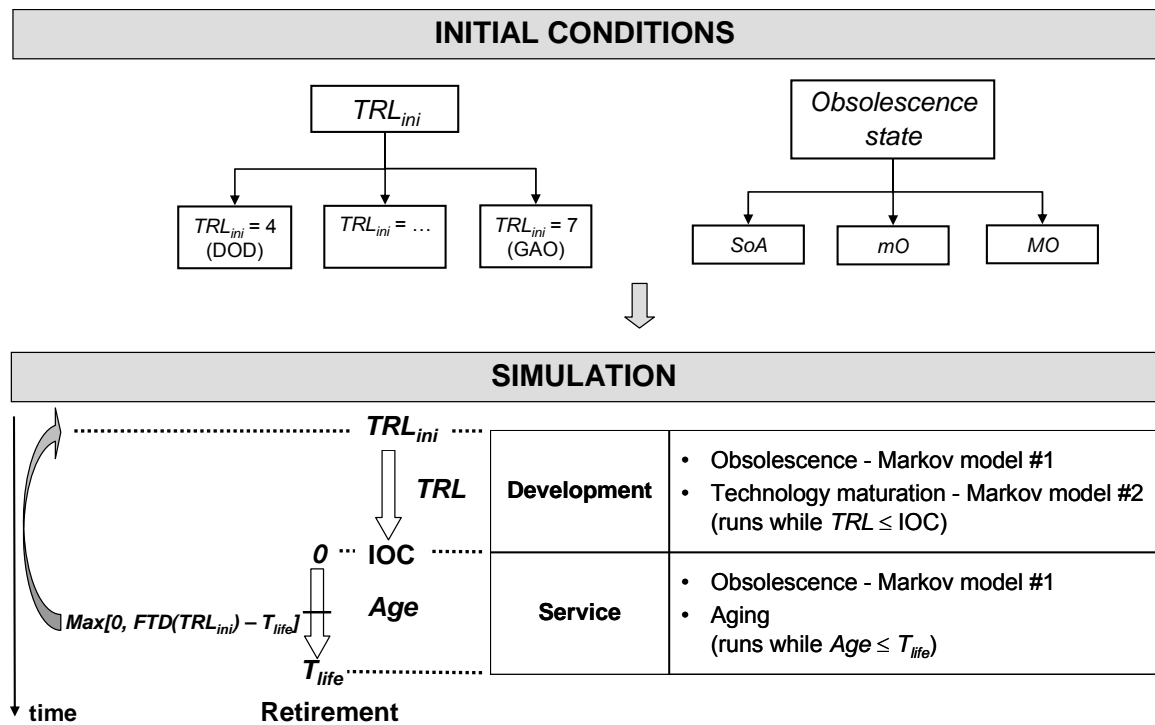 INITIAL CONDITIONS
TRLini
Obsolescence
state
TRLini = 4
(DOD)
TRLini = …
TRLini = 7
(GAO)
SoA
mO
MO
SIMULATION
TRLini
TRL
0
IOC
Age
Max[0, FTD(TRLini) – Tlife]
Tlife
time
Retirement
Development
• Obsolescence - Markov model #1
• Technology maturation - Markov model #2
(runs while TRL ≤ IOC)
Service
• Obsolescence - Markov model #1
• Aging
(runs while Age ≤ Tlife)